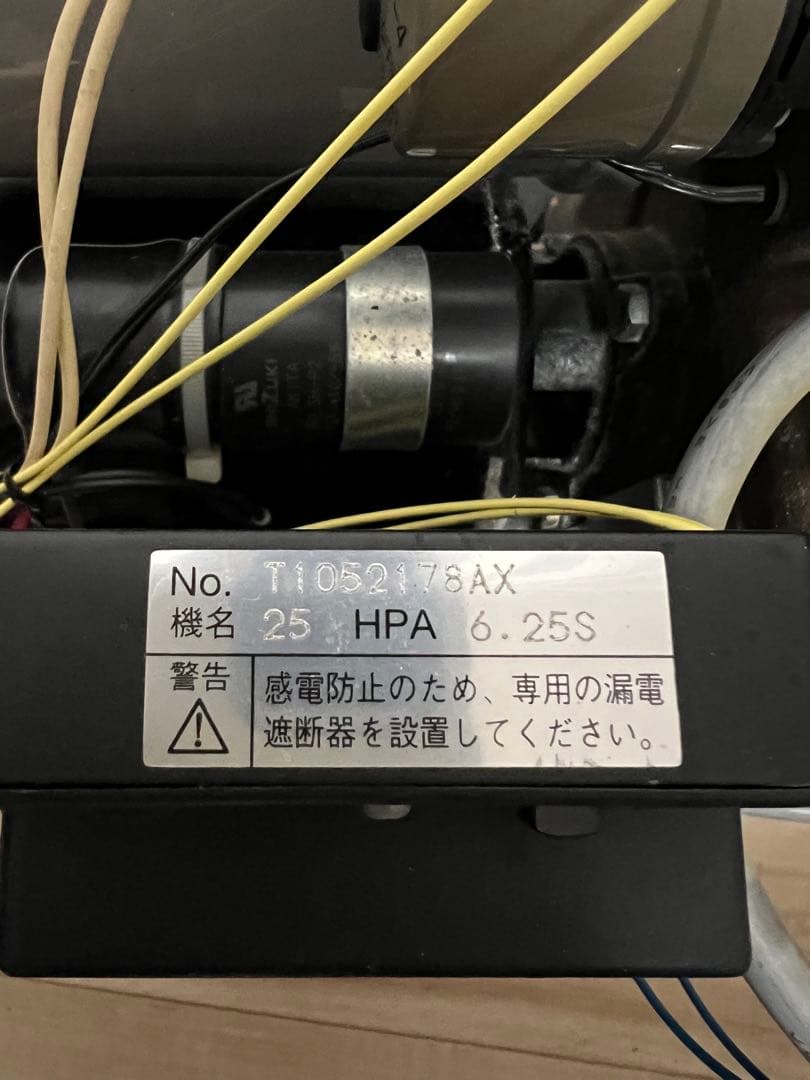 No. T1052178AX
機名 25 HPA 6.25S
警告
感電防止のため、専用の漏電
遮断器を設置してください。